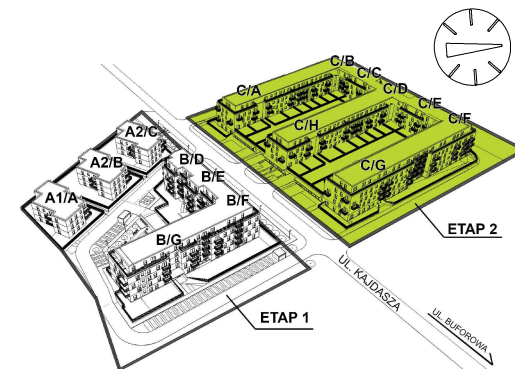 C/B
C/C
C/A
C/D
C/E
C/F
C/H
C/G
A2/C
A2/B
A1/A
B/D
B/E
B/F
B/G
ETAP 2
ETAP 1
UL. KAJDASZA
UL. BUFOROWA